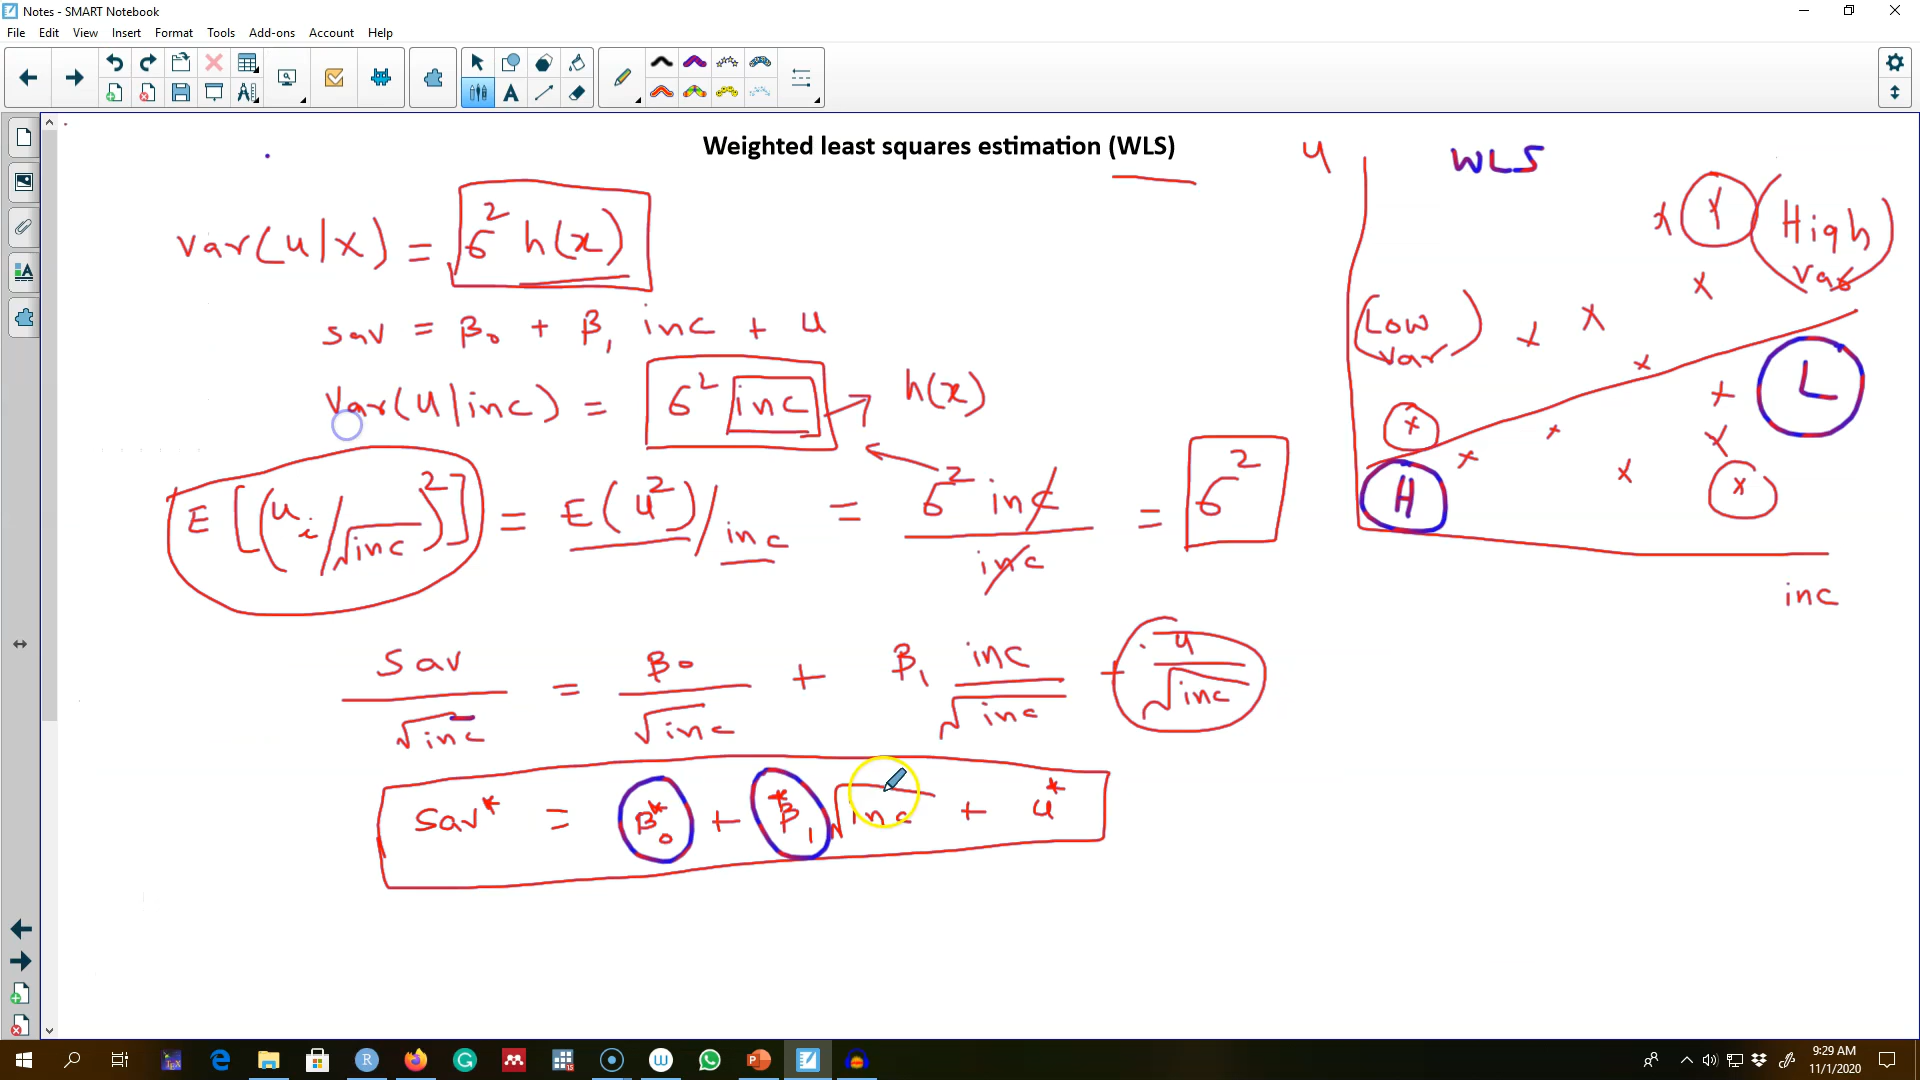 Notes - SMART Notebook
File Edit View Insert Format Tools Add-ons Account Help
Weighted least squares estimation (WLS)
var(u|x) = σ² h(x)
sav = β₀ + β₁ inc + u
Var(u|inc) = σ² inc → h(x)
E[(uᵢ/√inc)²] = E(u²)/inc = σ² inc / inc = σ²
sav/√inc = β₀/√inc + β₁ inc/√inc + u/√inc
Sav* = β₀* + β₁* √inc + u*
u
WLS
x
x
(High
Var)
(Low
Var)
x
x
x
x
x
L
x
x
x
x
x
x
H
inc
9:29 AM
11/1/2020